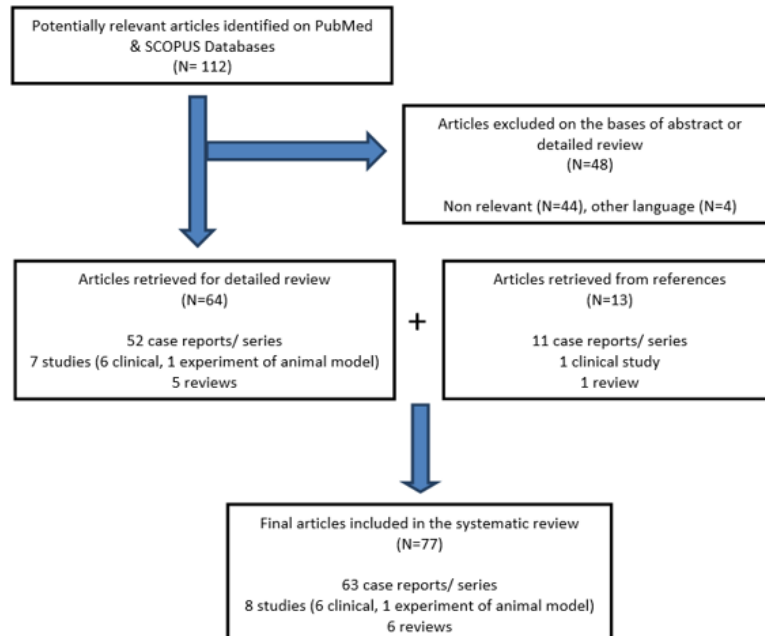 Potentially relevant articles identified on PubMed
& SCOPUS Databases
(N= 112)
Articles excluded on the bases of abstract or
detailed review
(N=48)
Non relevant (N=44), other language (N=4)
Articles retrieved for detailed review
(N=64)
52 case reports/ series
7 studies (6 clinical, 1 experiment of animal model)
5 reviews
+
Articles retrieved from references
(N=13)
11 case reports/ series
1 clinical study
1 review
Final articles included in the systematic review
(N=77)
63 case reports/ series
8 studies (6 clinical, 1 experiment of animal model)
6 reviews